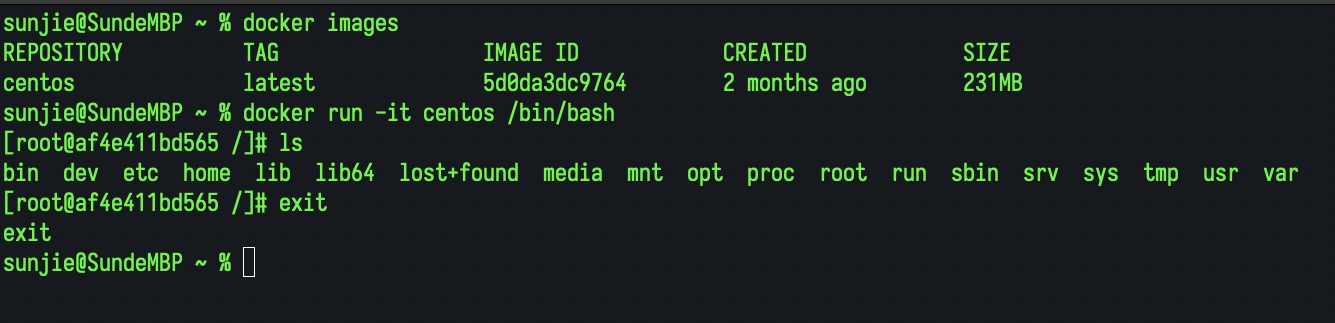 sunjie@SundeMBP ~ % docker images
REPOSITORY          TAG                 IMAGE ID            CREATED             SIZE
centos              latest              5d0da3dc9764        2 months ago        231MB
sunjie@SundeMBP ~ % docker run -it centos /bin/bash
[root@af4e411bd565 /]# ls
bin  dev  etc  home  lib  lib64  lost+found  media  mnt  opt  proc  root  run  sbin  srv  sys  tmp  usr  var
[root@af4e411bd565 /]# exit
exit
sunjie@SundeMBP ~ %